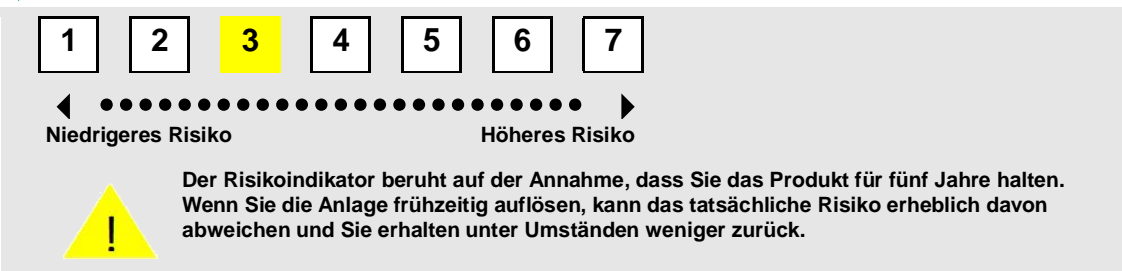 1 2 3 4 5 6 7
Niedrigeres Risiko Höheres Risiko
Der Risikoindikator beruht auf der Annahme, dass Sie das Produkt für fünf Jahre halten.
Wenn Sie die Anlage frühzeitig auflösen, kann das tatsächliche Risiko erheblich davon
! abweichen und Sie erhalten unter Umständen weniger zurück.